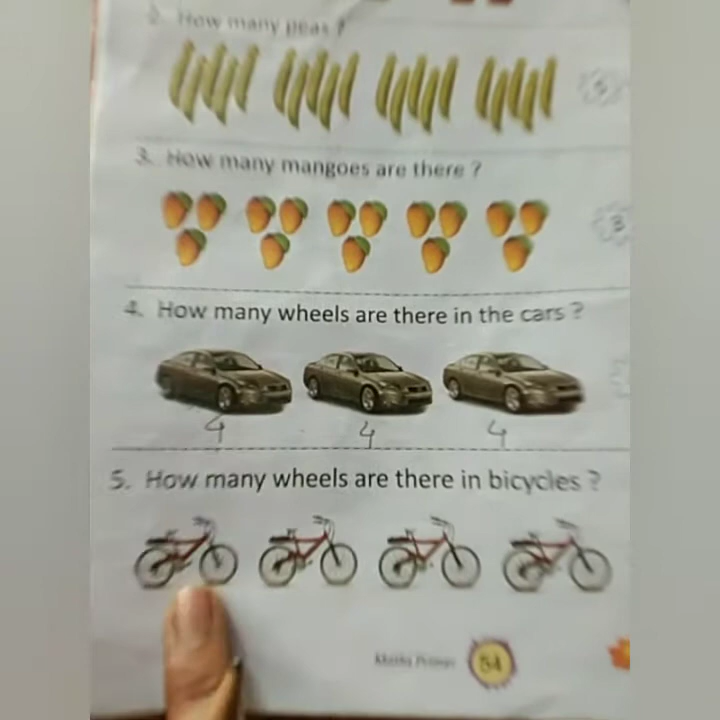 2. How many peas ?
3. How many mangoes are there ?
4. How many wheels are there in the cars ?
4 4 4
5. How many wheels are there in bicycles ?
54